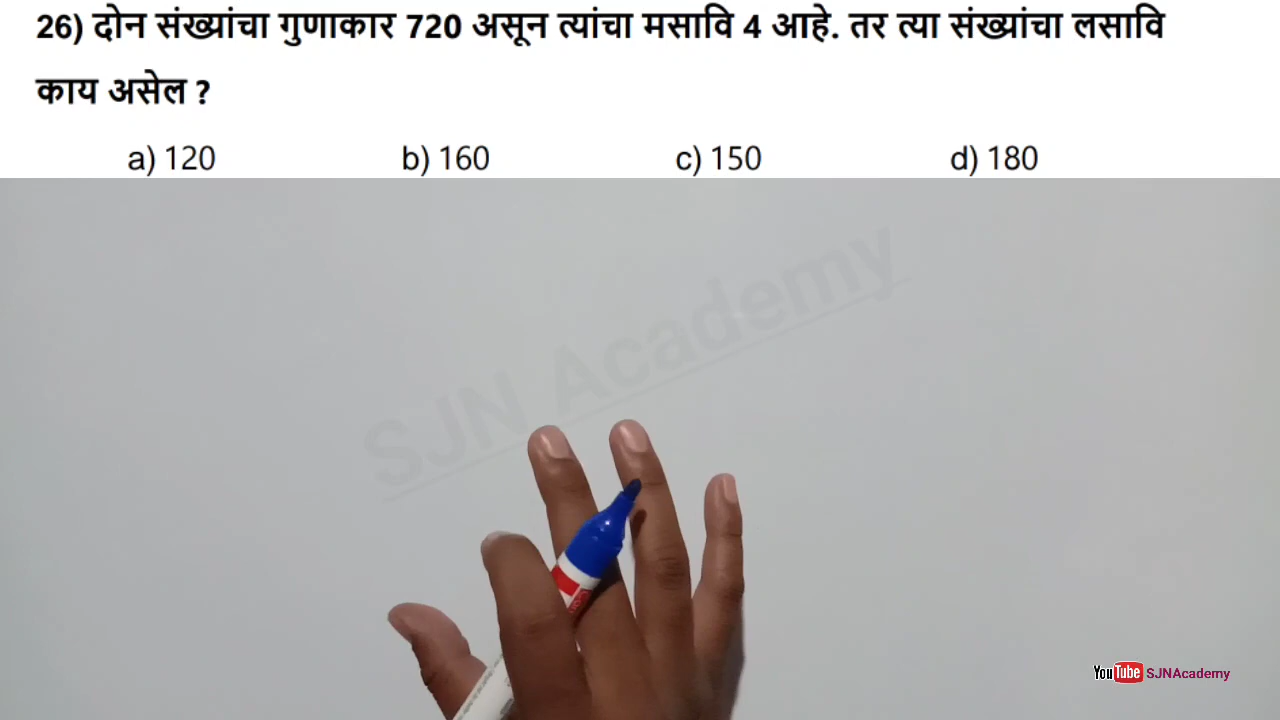 26) दोन संख्यांचा गुणाकार 720 असून त्यांचा मसावि 4 आहे. तर त्या संख्यांचा लसावि
काय असेल ?
a) 120 b) 160 c) 150 d) 180
SJN Academy
YouTube SJNAcademy